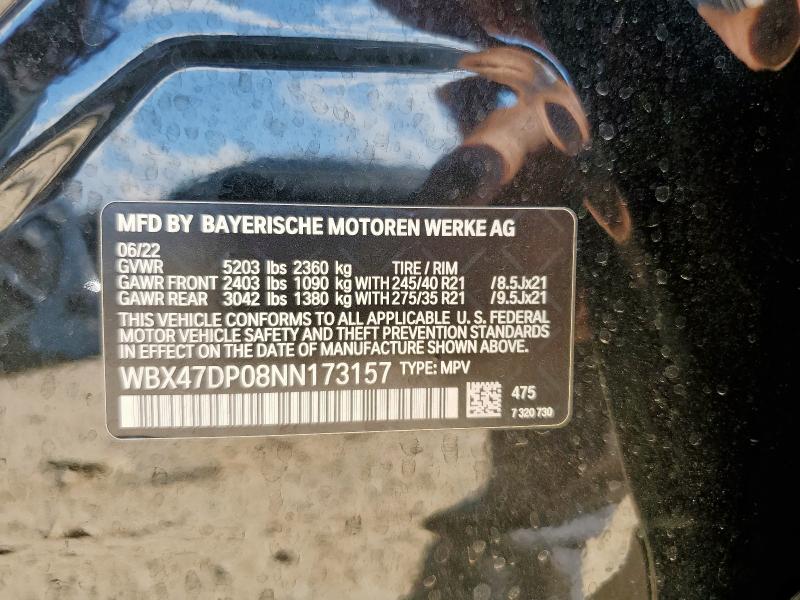 MFD BY BAYERISCHE MOTOREN WERKE AG
06/22
GVWR 5203 lbs 2360 kg TIRE / RIM
GAWR FRONT 2403 lbs 1090 kg WITH 245/40 R21 /8.5Jx21
GAWR REAR 3042 lbs 1380 kg WITH 275/35 R21 /9.5Jx21
THIS VEHICLE CONFORMS TO ALL APPLICABLE U. S. FEDERAL
MOTOR VEHICLE SAFETY AND THEFT PREVENTION STANDARDS
IN EFFECT ON THE DATE OF MANUFACTURE SHOWN ABOVE.
WBX47DP08NN173157 TYPE: MPV
475
7 320 730